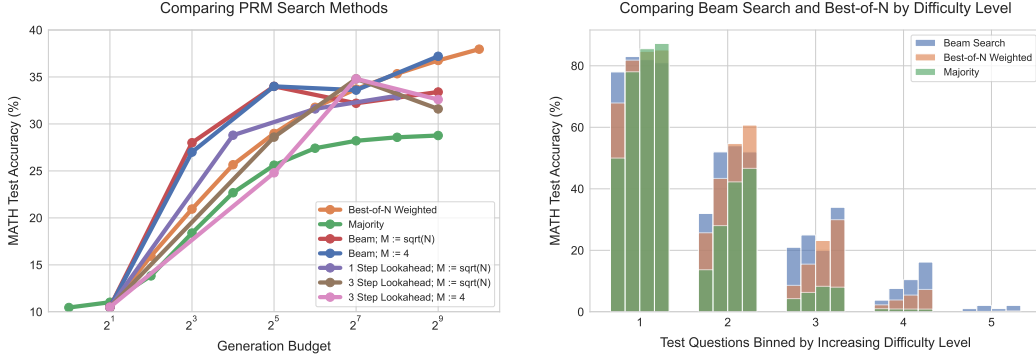 Comparing PRM Search Methods
MATH Test Accuracy (%)
40
35
30
25
20
15
10
2^1
2^3
2^5
2^7
2^9
Generation Budget
Best-of-N Weighted
Majority
Beam; M := sqrt(N)
Beam; M := 4
1 Step Lookahead; M := sqrt(N)
3 Step Lookahead; M := sqrt(N)
3 Step Lookahead; M := 4
Comparing Beam Search and Best-of-N by Difficulty Level
MATH Test Accuracy (%)
80
60
40
20
0
1
2
3
4
5
Test Questions Binned by Increasing Difficulty Level
Beam Search
Best-of-N Weighted
Majority